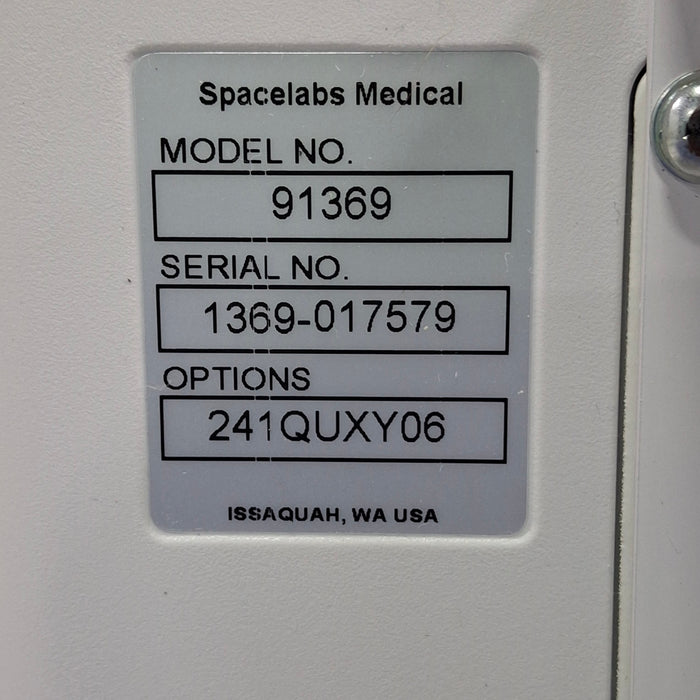 Spacelabs Medical
MODEL NO.
91369
SERIAL NO.
1369-017579
OPTIONS
241QUXY06
ISSAQUAH, WA USA